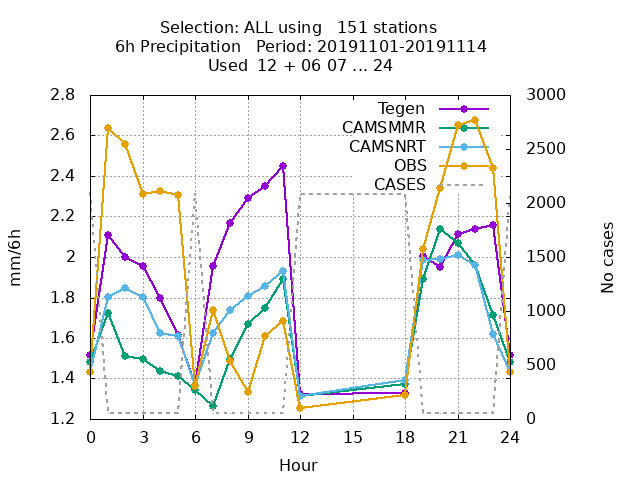 Selection: ALL using   151 stations
6h Precipitation   Period: 20191101-20191114
Used  12 + 06 07 ... 24
2.8
2.6
2.4
2.2
2
1.8
1.6
1.4
1.2
mm/6h
3000
2500
2000
1500
1000
500
0
No cases
Tegen
CAMSMMR
CAMSNRT
OBS
CASES
0 3 6 9 12 15 18 21 24
Hour